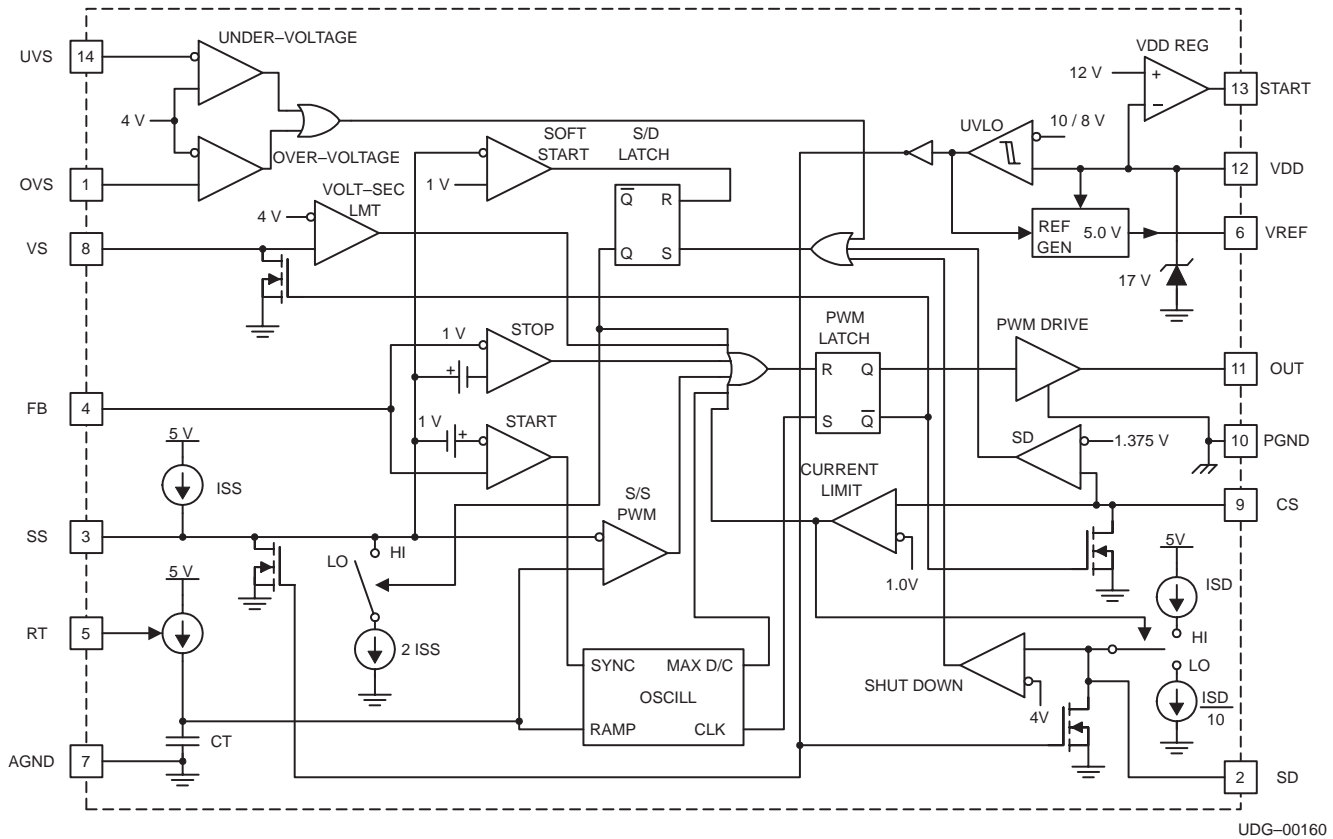 UNDER–VOLTAGE
VDD REG
UVS
14
12 V
+
–
13
START
4 V
10 / 8 V
UVLO
SOFT
START
S/D
LATCH
OVER–VOLTAGE
OVS
1
1 V
Q
R
12
VDD
VOLT–SEC
LMT
4 V
REF
GEN
5.0 V
6
VREF
VS
8
Q
S
17 V
PWM
LATCH
PWM DRIVE
1 V
STOP
+
R
Q
11
OUT
FB
4
1 V
START
+
S
Q
SD
1.375 V
10
PGND
5 V
ISS
CURRENT
LIMIT
S/S
PWM
9
CS
SS
3
HI
LO
5V
1.0V
ISD
5 V
RT
5
2 ISS
HI
SYNC
MAX D/C
OSCILL
RAMP
CLK
SHUT DOWN
LO
4V
ISD
10
CT
AGND
7
2
SD
UDG–00160